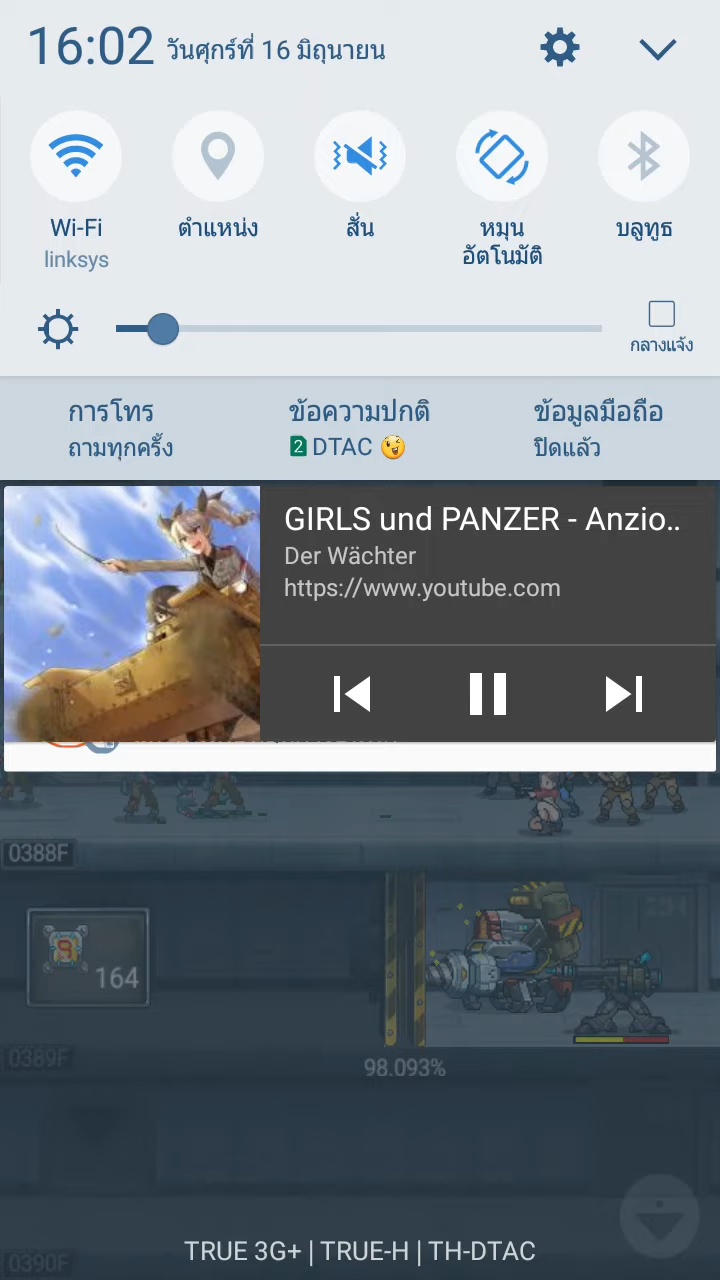 16:02 วันศุกร์ที่ 16 มิถุนายน
Wi-Fi
linksys
ตำแหน่ง
สั่น
หมุน
อัตโนมัติ
บลูทูธ
กลางแจ้ง
การโทร
ถามทุกครั้ง
ข้อความปกติ
2 DTAC 😜
ข้อมูลมือถือ
ปิดแล้ว
GIRLS und PANZER - Anzio..
Der Wächter
https://www.youtube.com
0388F
164
0389F
98.093%
0390F
TRUE 3G+ | TRUE-H | TH-DTAC